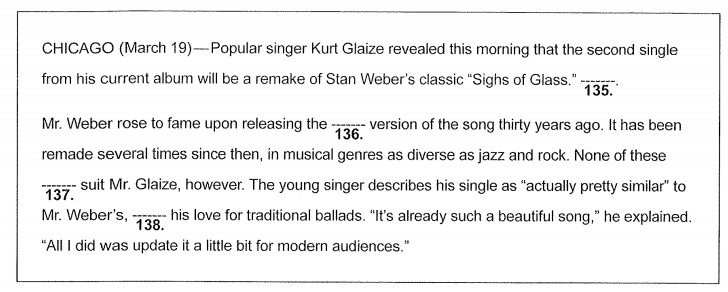 CHICAGO (March 19)—Popular singer Kurt Glaize revealed this morning that the second single
from his current album will be a remake of Stan Weber's classic “Sighs of Glass.” ------- 135.
Mr. Weber rose to fame upon releasing the ------- 136. version of the song thirty years ago. It has been
remade several times since then, in musical genres as diverse as jazz and rock. None of these
------- 137. suit Mr. Glaize, however. The young singer describes his single as “actually pretty similar” to
Mr. Weber's, ------- 138. his love for traditional ballads. “It's already such a beautiful song,” he explained.
“All I did was update it a little bit for modern audiences.”